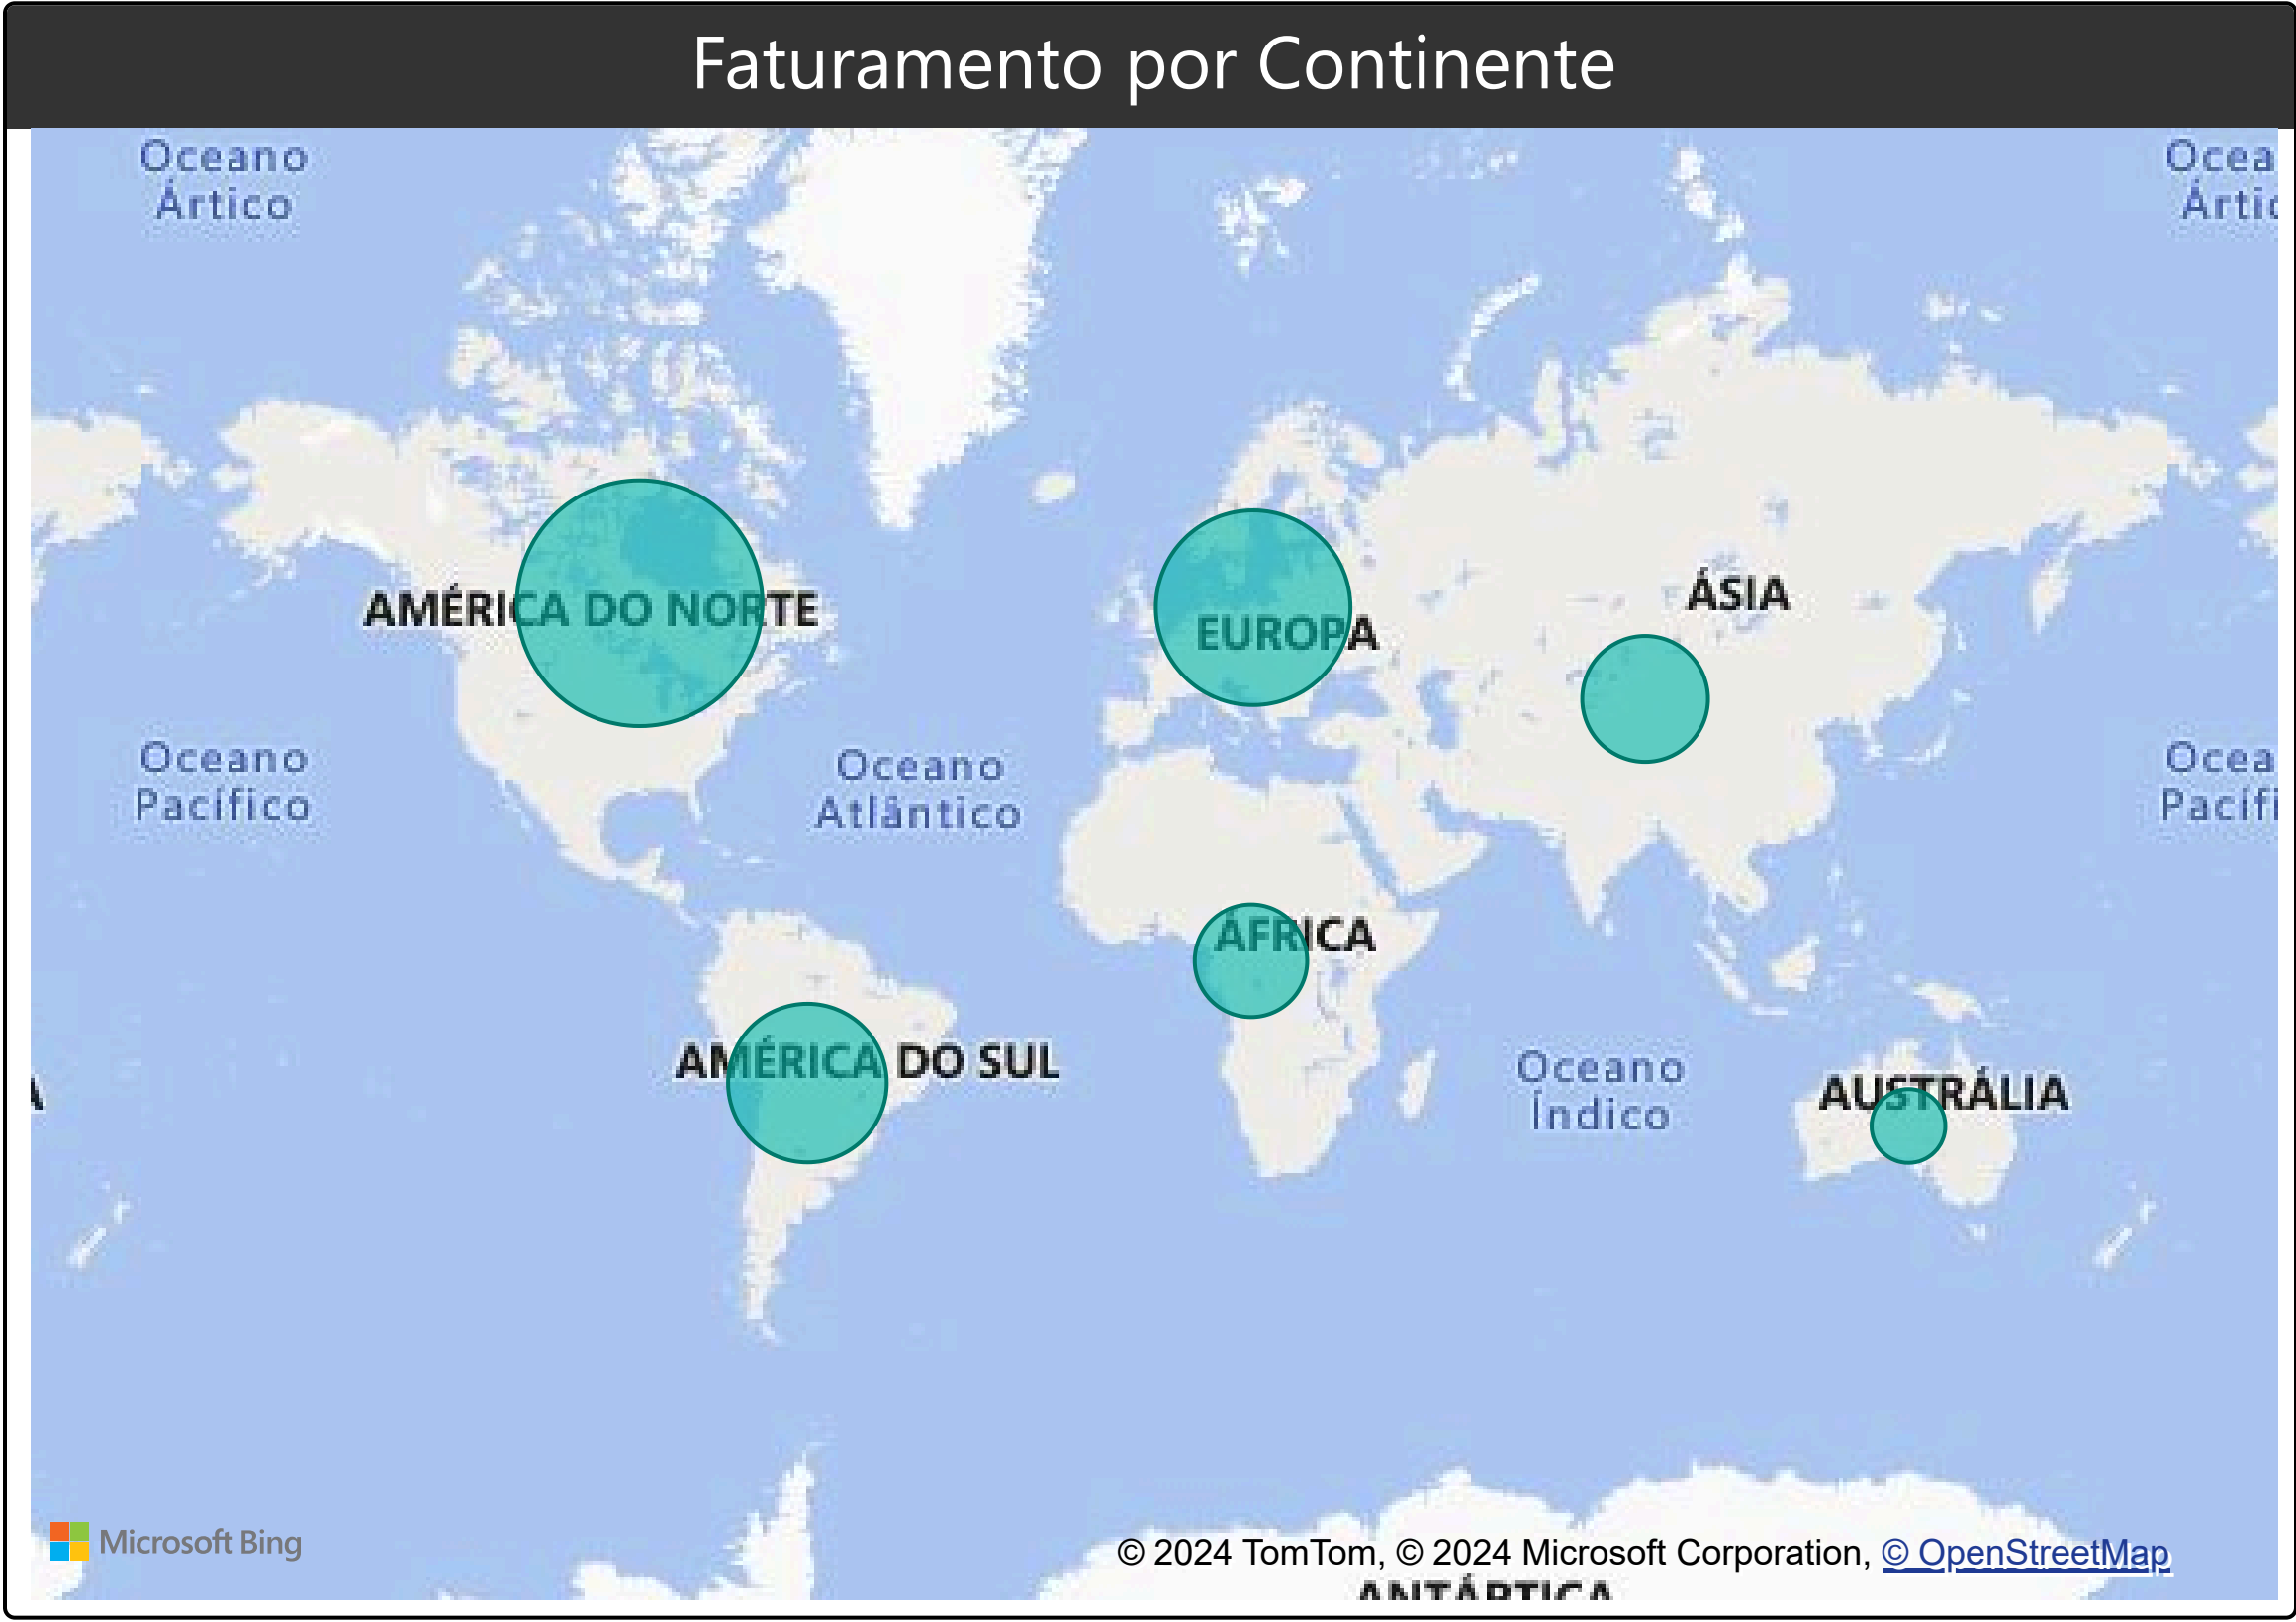 Faturamento por Continente
Oceano
Ártico
Ocea
Ártic
AMÉRICA DO NORTE
EUROPA
ÁSIA
Oceano
Pacífico
Oceano
Atlântico
Ocea
Pacífi
ÁFRICA
AMÉRICA DO SUL
Oceano
Índico
AUSTRÁLIA
A
Microsoft Bing
© 2024 TomTom, © 2024 Microsoft Corporation, © OpenStreetMap
ANTÁRTICA